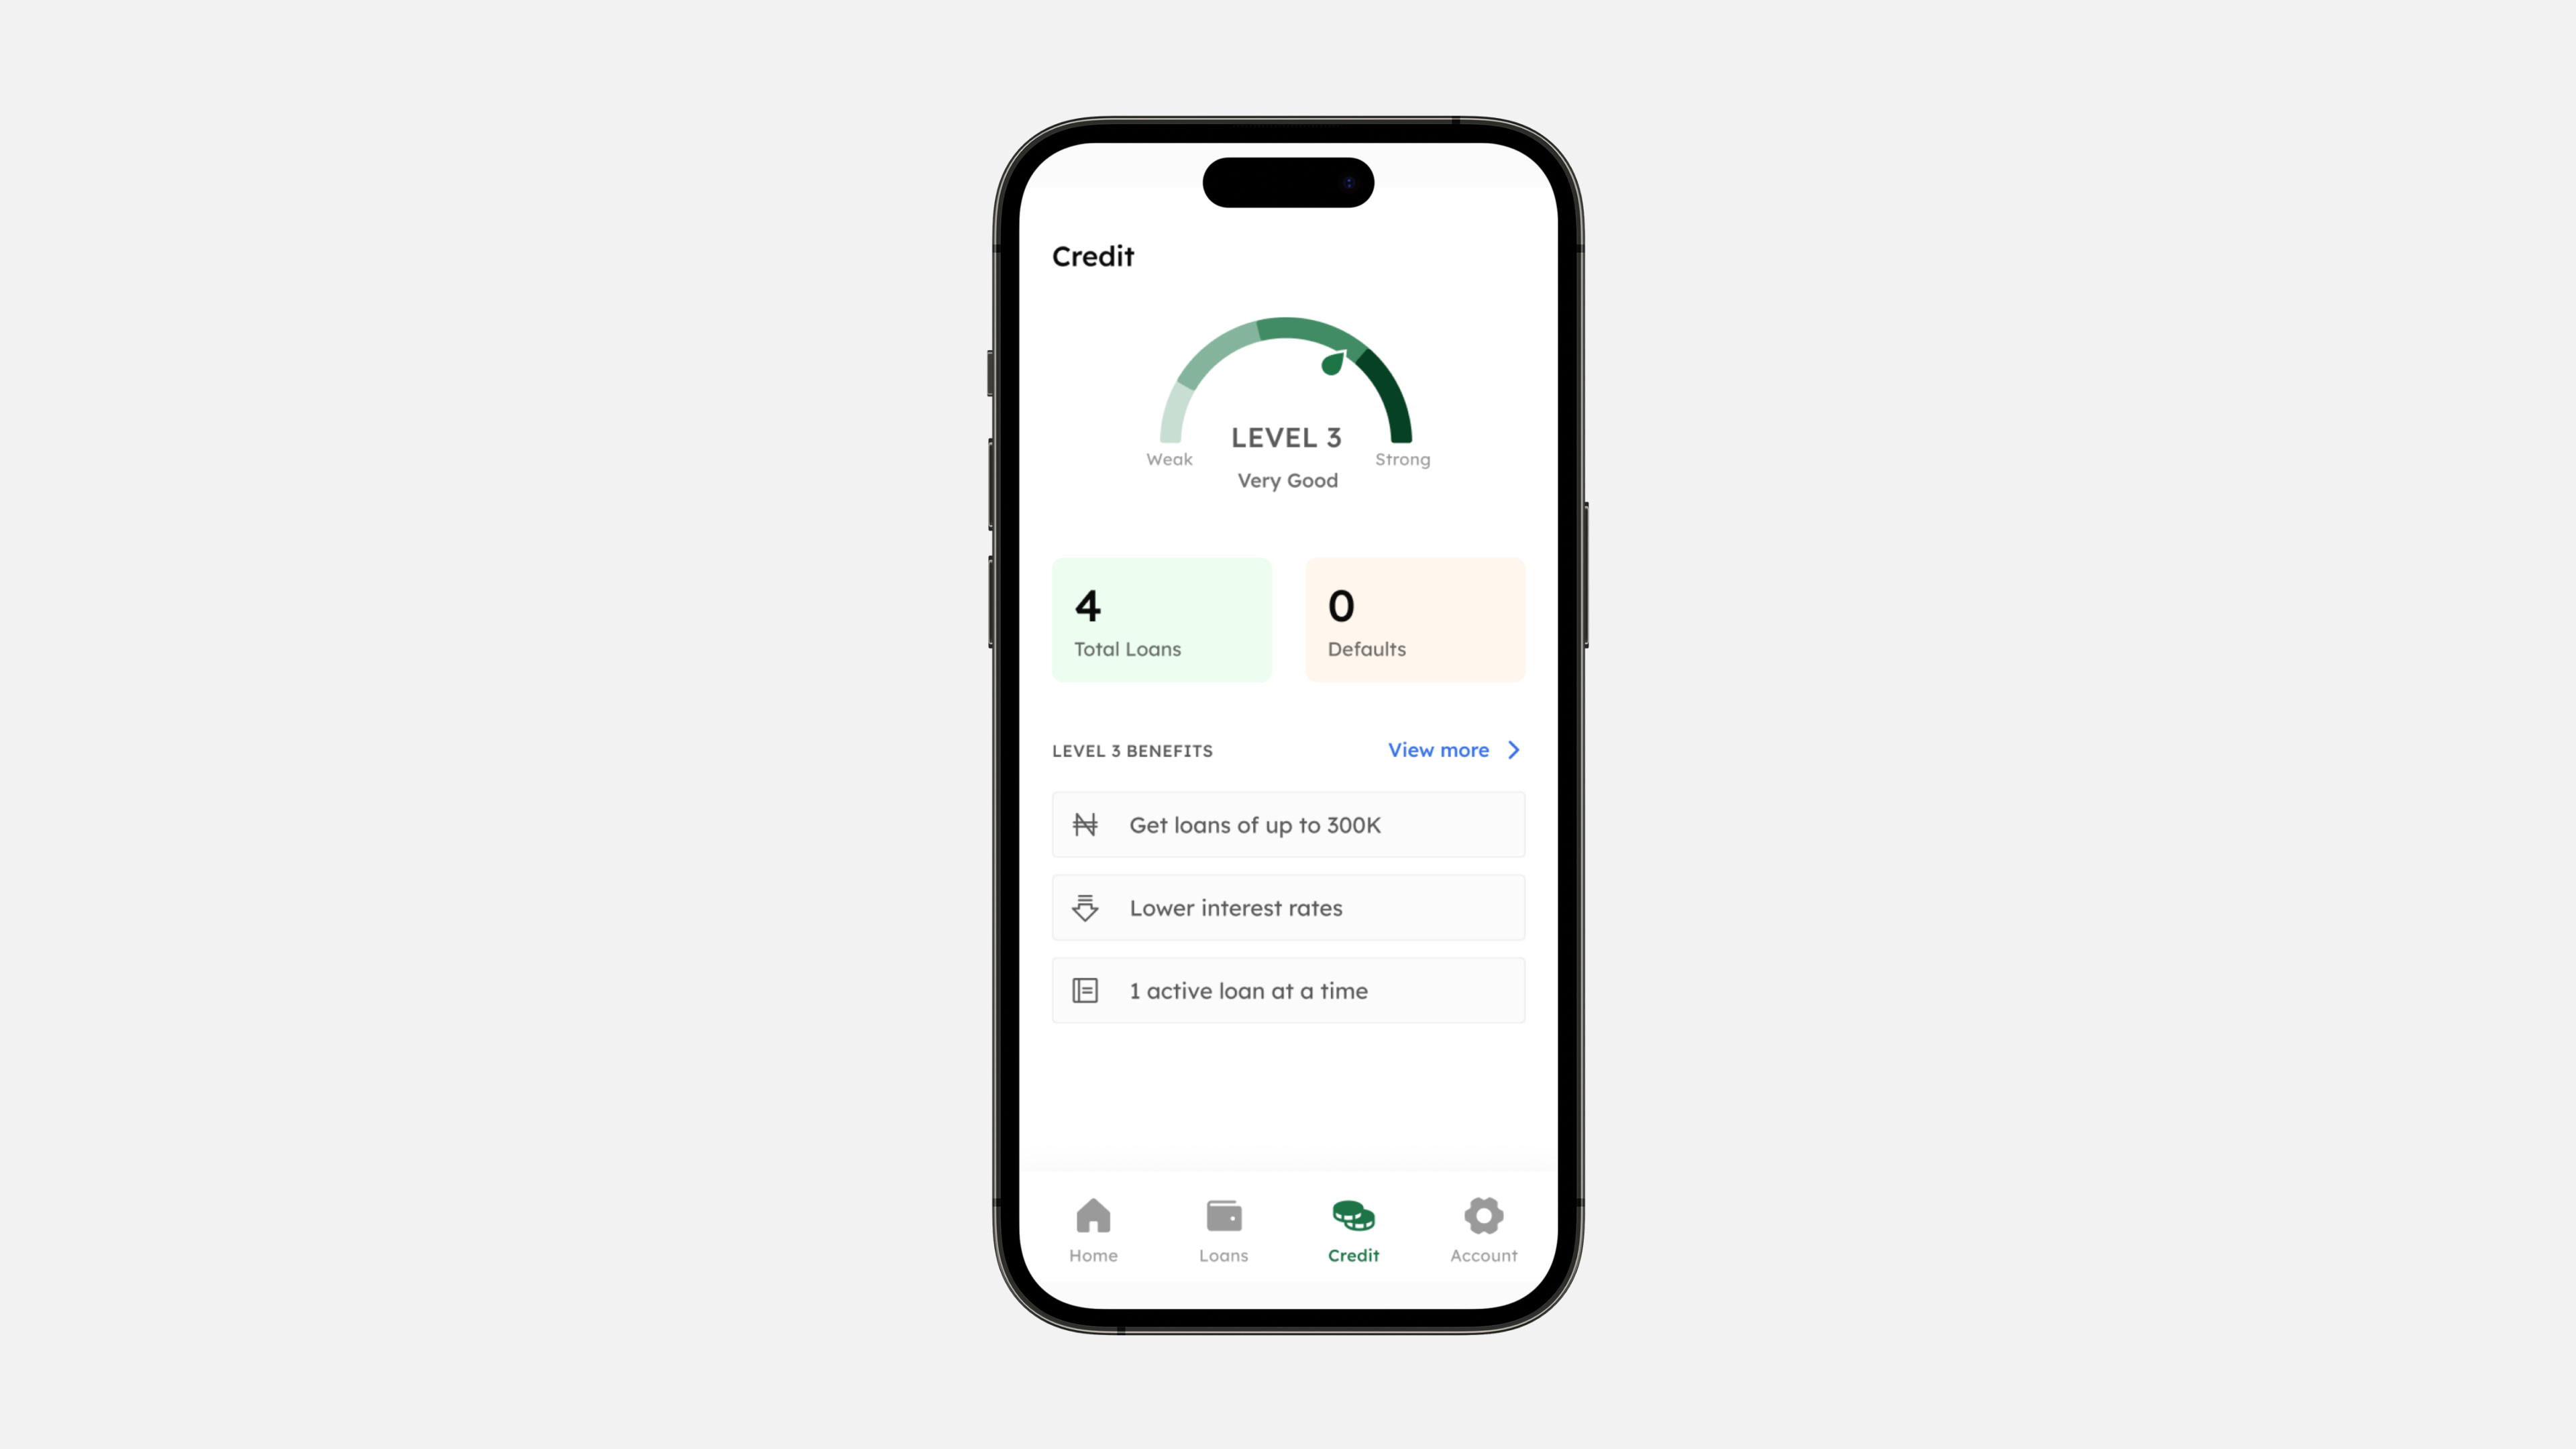 Credit
LEVEL 3
Weak
Strong
Very Good
4
Total Loans
0
Defaults
LEVEL 3 BENEFITS
View more
₦
Get loans of up to 300K
Lower interest rates
1 active loan at a time
Home
Loans
Credit
Account